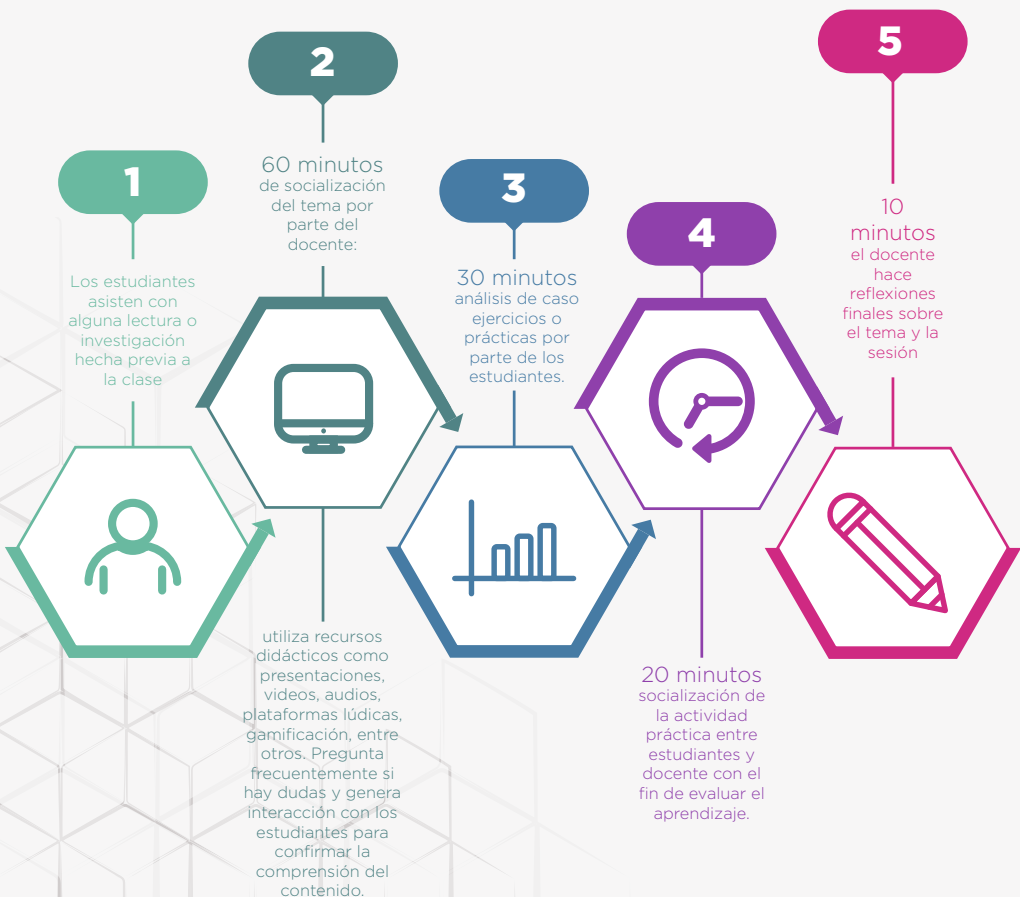 1
Los estudiantes
asisten con
alguna lectura o
investigación
hecha previa a
la clase
2
60 minutos
de socialización
del tema por
parte del
docente:
utiliza recursos
didácticos como
presentaciones,
videos, audios,
plataformas lúdicas,
gamificación, entre
otros. Pregunta
frecuentemente si
hay dudas y genera
interacción con los
estudiantes para
confirmar la
comprensión del
contenido.
3
30 minutos
análisis de caso
ejercicios o
prácticas por
parte de los
estudiantes.
4
20 minutos
socialización de
la actividad
práctica entre
estudiantes y
docente con el
fin de evaluar el
aprendizaje.
5
10
minutos
el docente
hace
reflexiones
finales sobre
el tema y la
sesión